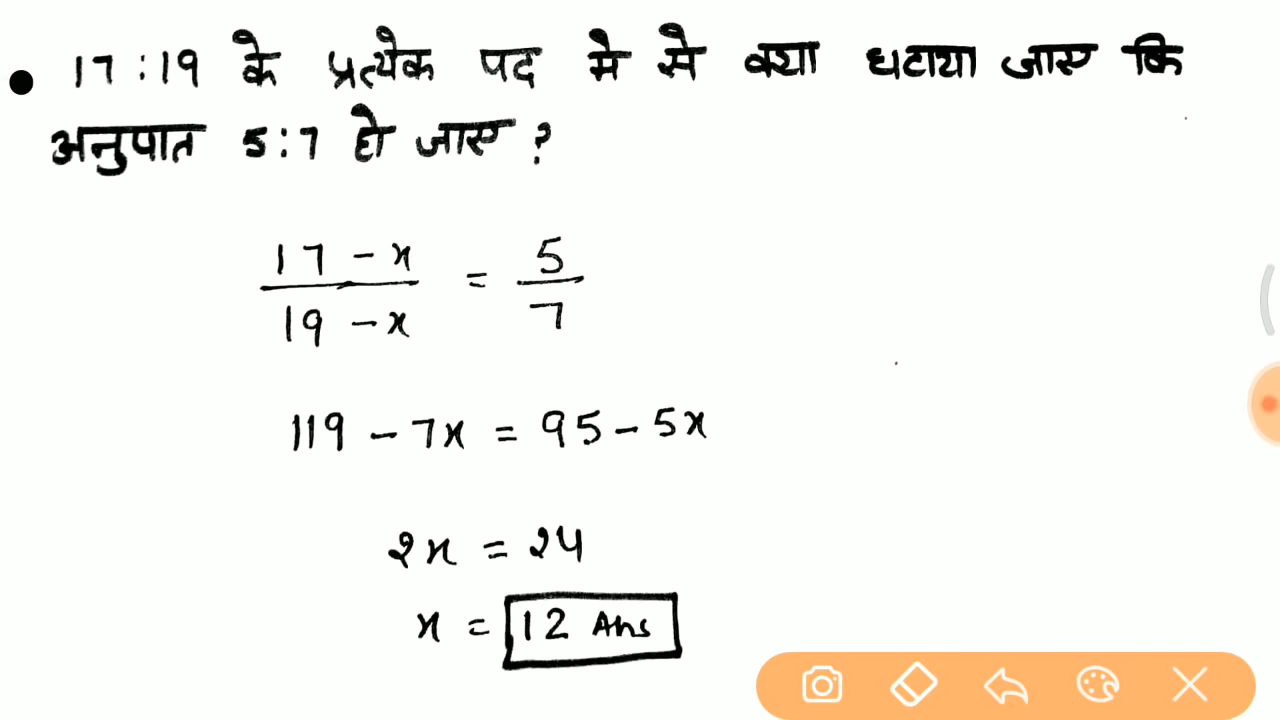 • 17:19 के प्रत्येक पद मे से क्या घटाया जाए कि
अनुपात 5:7 हो जाए ?
17 - x / 19 - x = 5 / 7
119 - 7x = 95 - 5x
2x = 24
x = 12 Ans